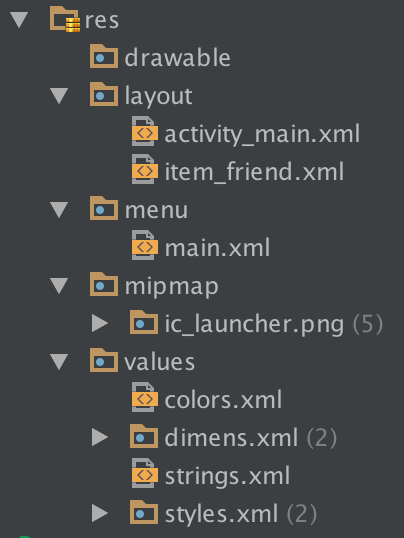 res
drawable
layout
activity_main.xml
item_friend.xml
menu
main.xml
mipmap
ic_launcher.png (5)
values
colors.xml
dimens.xml (2)
strings.xml
styles.xml (2)